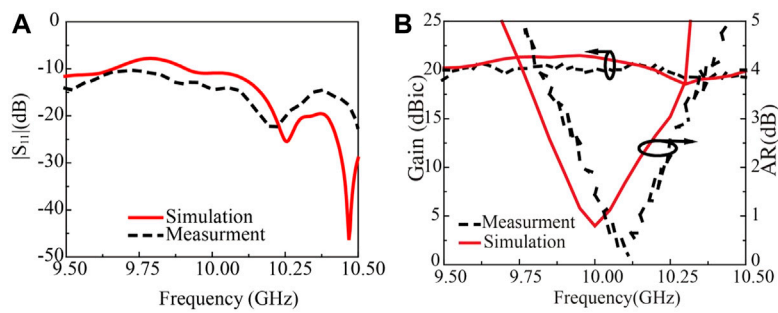 A
0
-10
-20
-30
-40
-50
|S11|(dB)
Simulation
Measurment
9.50 9.75 10.00 10.25 10.50
Frequency (GHz)
B
25
20
15
10
5
0
Gain (dBic)
5
4
3
2
1
0
AR(dB)
Measurment
Simulation
9.50 9.75 10.00 10.25 10.50
Frequency(GHz)